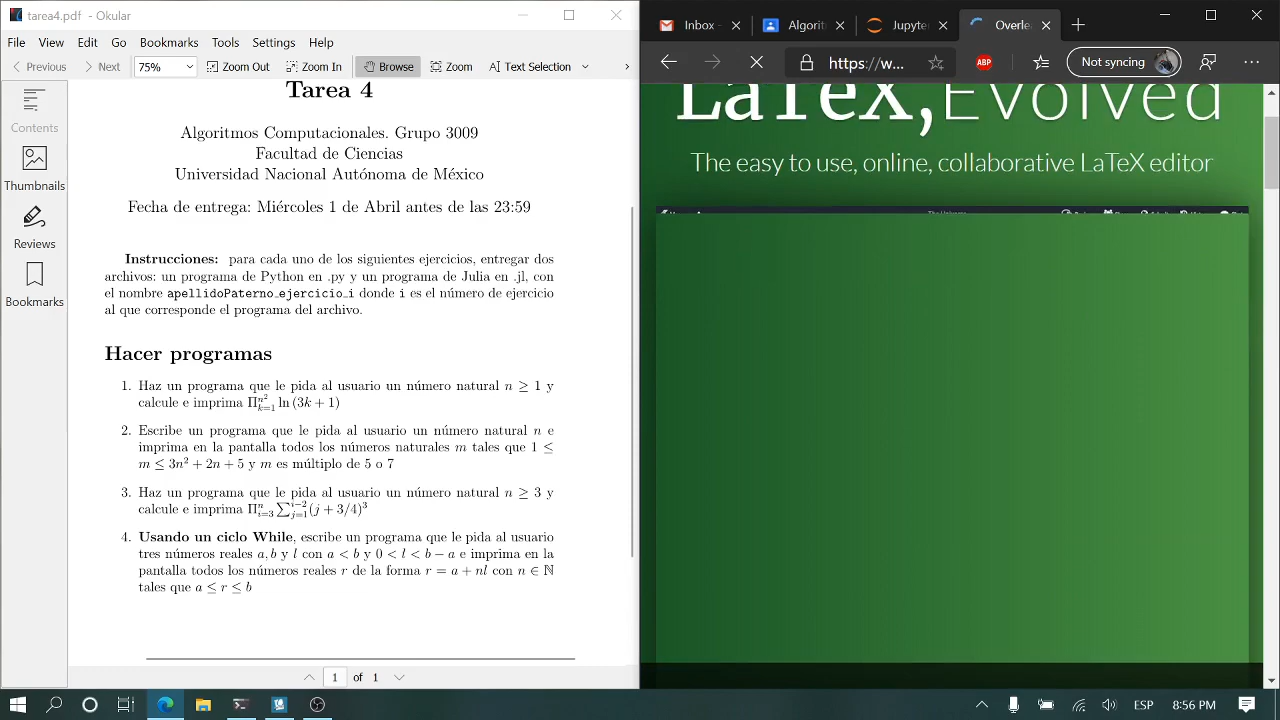 tarea4.pdf - Okular
File View Edit Go Bookmarks Tools Settings Help
Previous Next 75% Zoom Out Zoom In Browse Zoom Text Selection
Contents
Thumbnails
Reviews
Bookmarks
Tarea 4
Algoritmos Computacionales. Grupo 3009
Facultad de Ciencias
Universidad Nacional Autónoma de México
Fecha de entrega: Miércoles 1 de Abril antes de las 23:59
Instrucciones: para cada uno de los siguientes ejercicios, entregar dos
archivos: un programa de Python en .py y un programa de Julia en .jl, con
el nombre apellidoPaterno_ejercicio_i donde i es el número de ejercicio
al que corresponde el programa del archivo.
Hacer programas
1. Haz un programa que le pida al usuario un número natural n ≥ 1 y
calcule e imprima Π_{k=1}^{n^2} ln (3k + 1)
2. Escribe un programa que le pida al usuario un número natural n e
imprima en la pantalla todos los números naturales m tales que 1 ≤
m ≤ 3n² + 2n + 5 y m es múltiplo de 5 o 7
3. Haz un programa que le pida al usuario un número natural n ≥ 3 y
calcule e imprima Π_{i=3}^{n} ∑_{j=1}^{i−2} (j + 3/4)³
4. Usando un ciclo While, escribe un programa que le pida al usuario
tres números reales a, b y l con a < b y 0 < l < b − a e imprima en la
pantalla todos los números reales r de la forma r = a + nl con n ∈ ℕ
tales que a ≤ r ≤ b
1 of 1
Inbox - Algorit Jupyter Overlea
https://w... ABP Not syncing
LaTeX, Evolved
The easy to use, online, collaborative LaTeX editor
ESP 8:56 PM